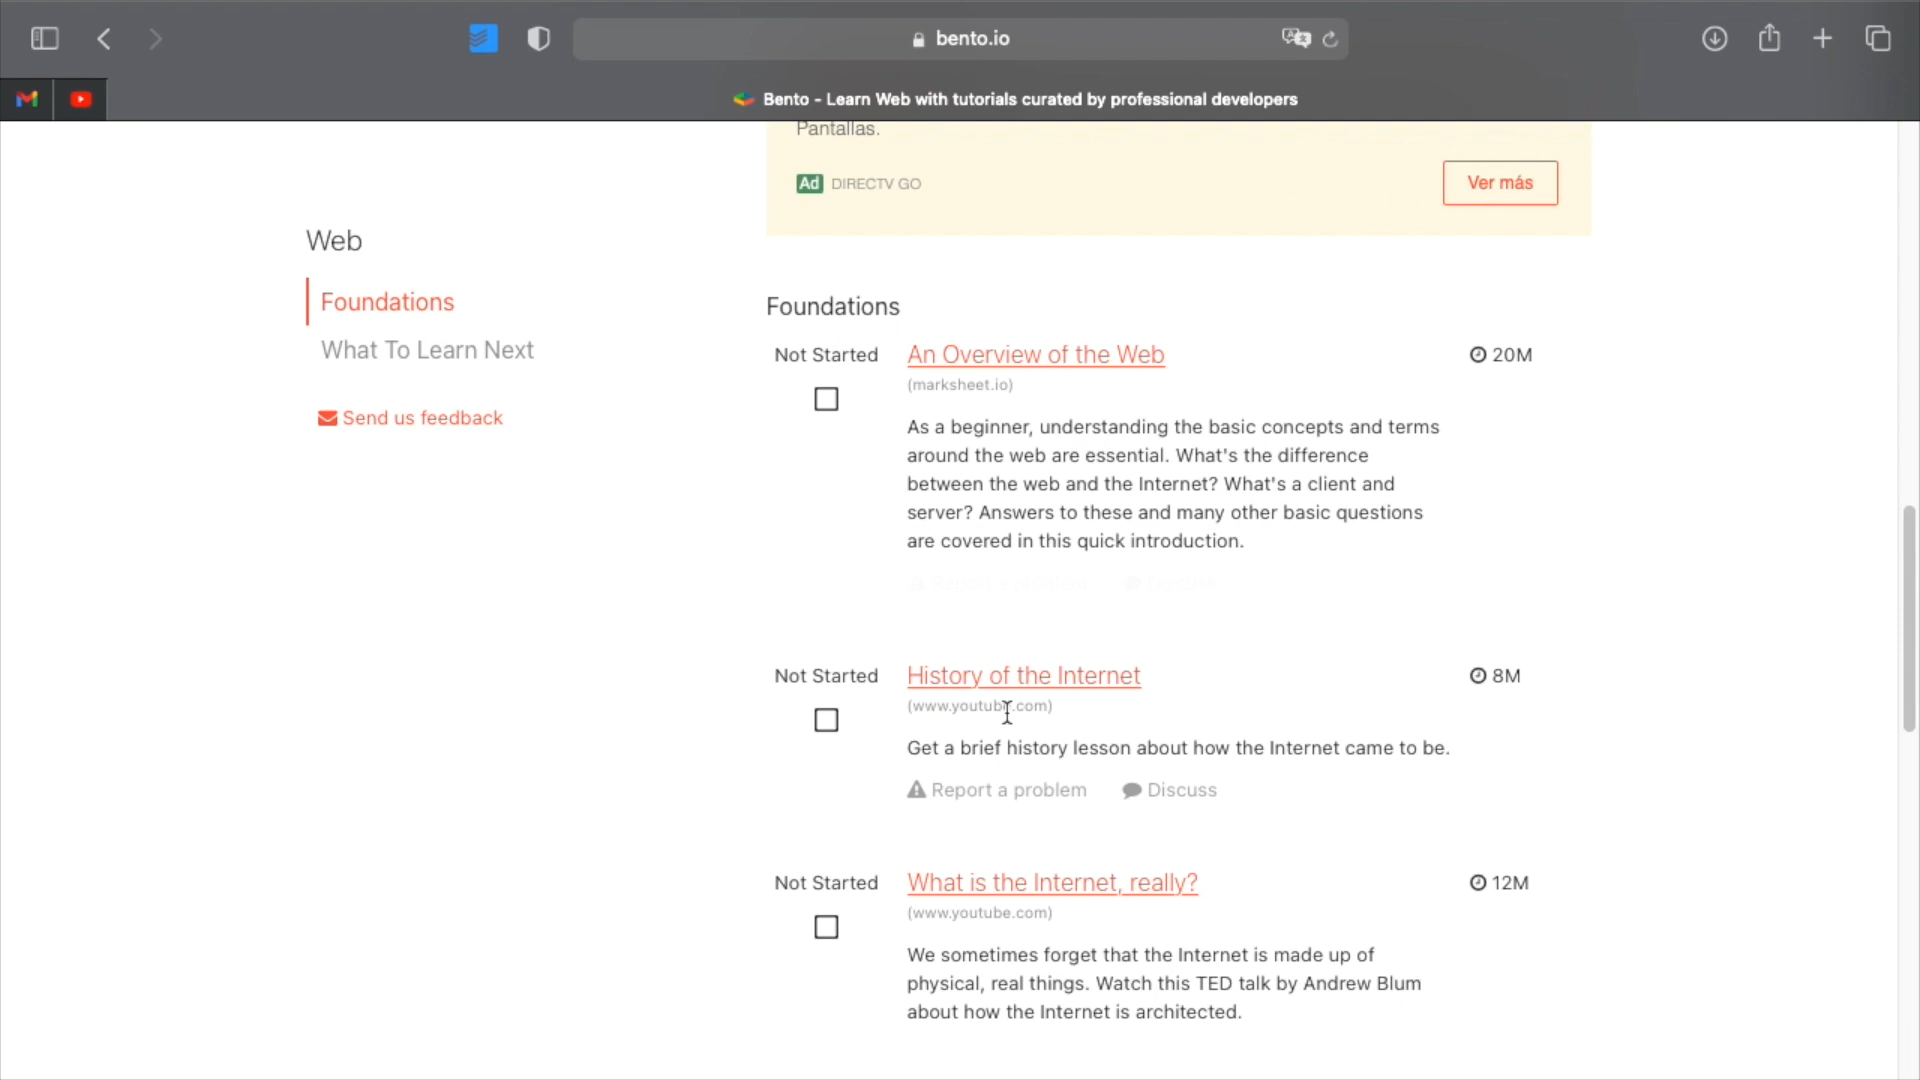 bento.io
Bento - Learn Web with tutorials curated by professional developers
Pantallas.
Ad DIRECTV GO
Ver más
Web
Foundations
What To Learn Next
Send us feedback
Foundations
Not Started
An Overview of the Web
20M
(marksheet.io)
As a beginner, understanding the basic concepts and terms
around the web are essential. What's the difference
between the web and the Internet? What's a client and
server? Answers to these and many other basic questions
are covered in this quick introduction.
Not Started
History of the Internet
8M
(www.youtube.com)
Get a brief history lesson about how the Internet came to be.
Report a problem
Discuss
Not Started
What is the Internet, really?
12M
(www.youtube.com)
We sometimes forget that the Internet is made up of
physical, real things. Watch this TED talk by Andrew Blum
about how the Internet is architected.